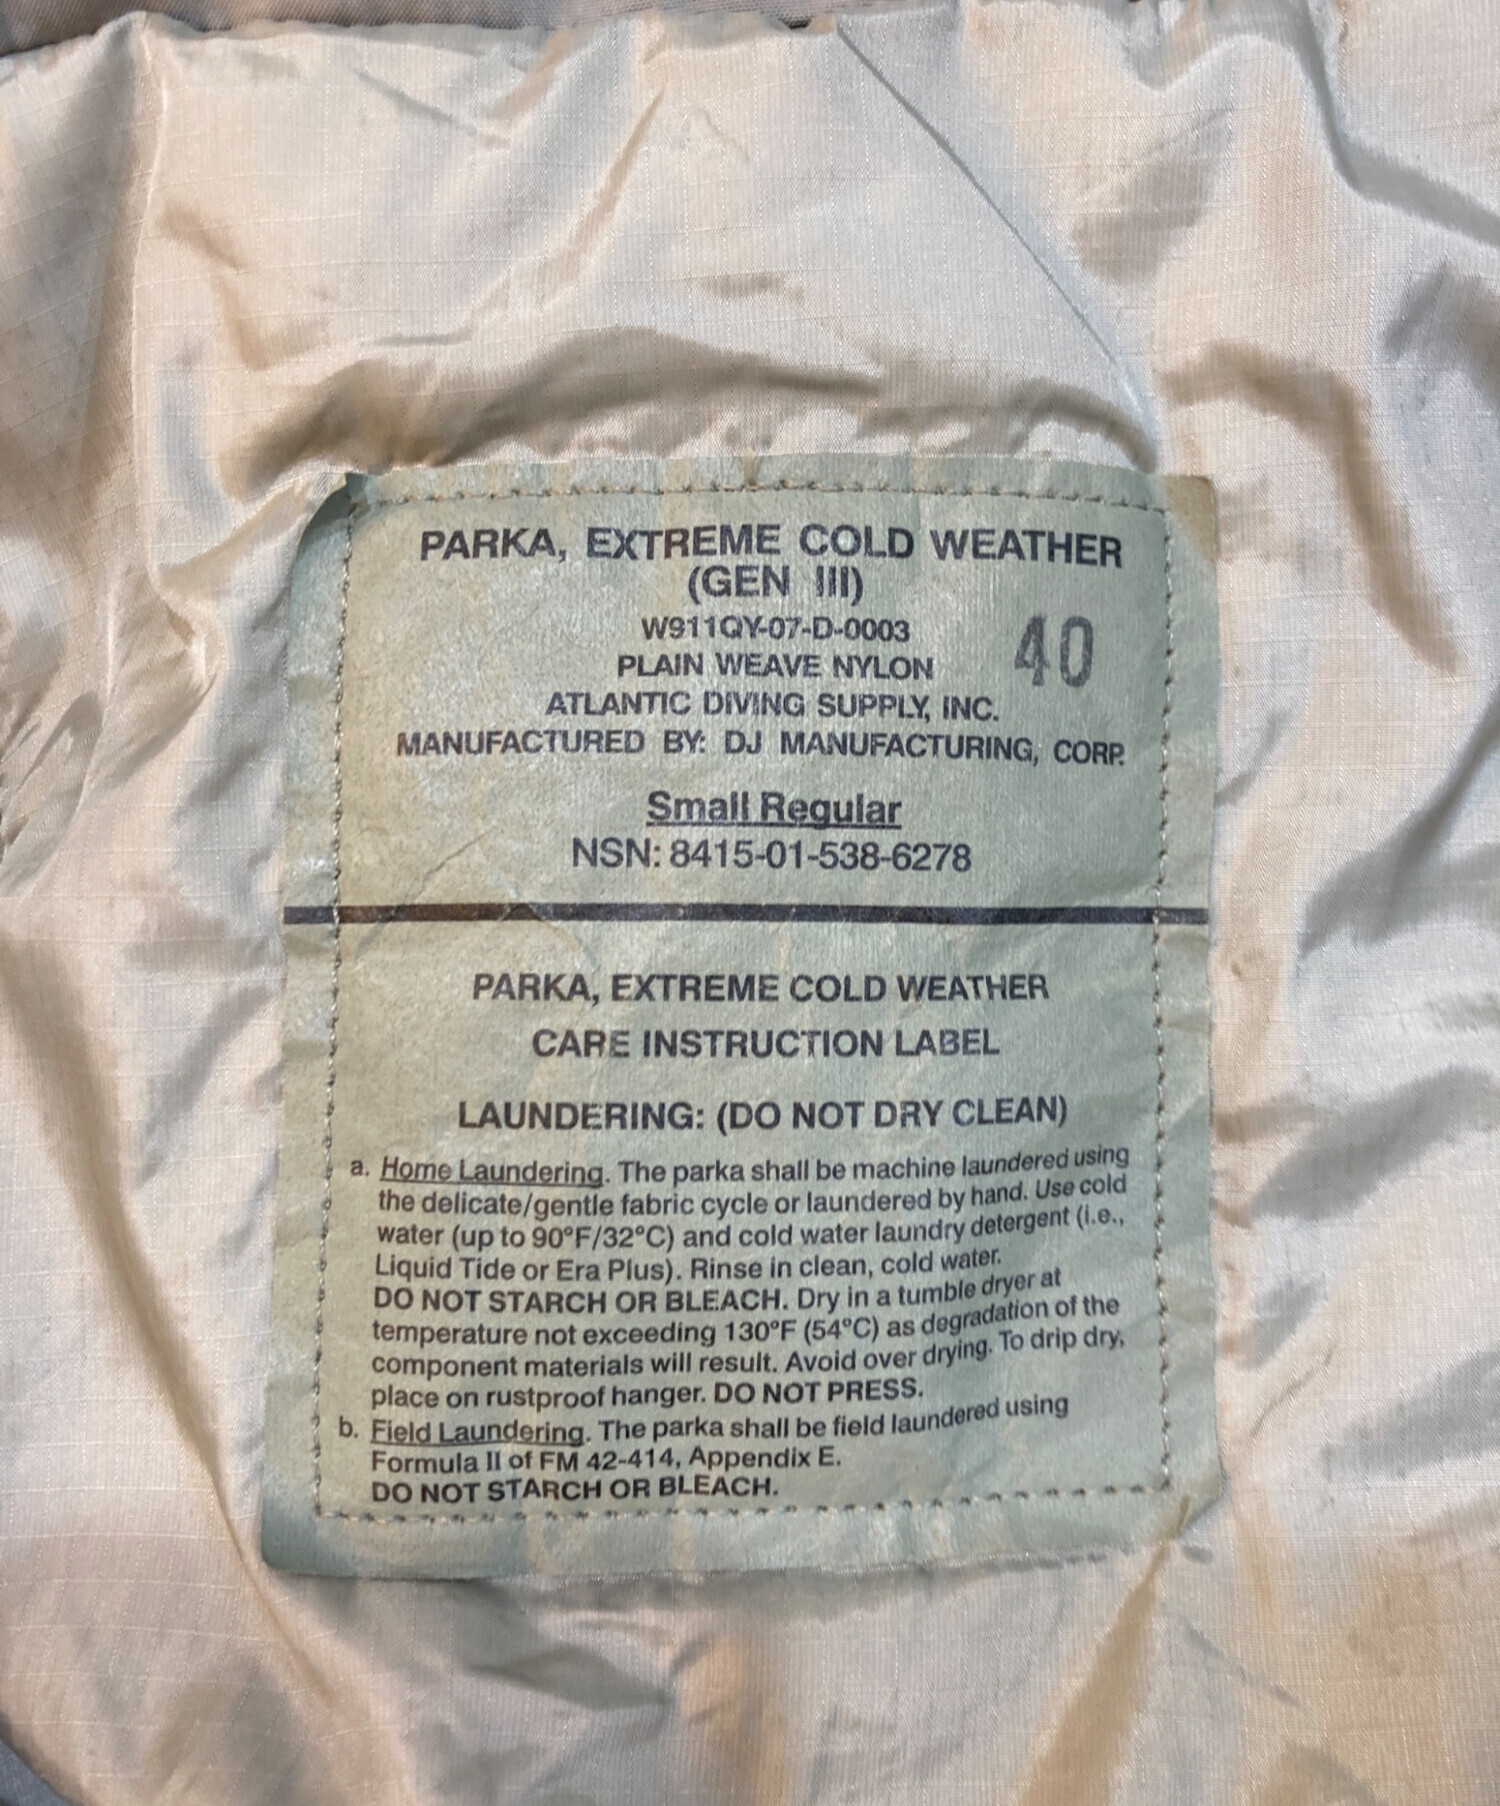 PARKA, EXTREME COLD WEATHER
(GEN III)
W911QY-07-D-0003
40
PLAIN WEAVE NYLON
ATLANTIC DIVING SUPPLY, INC.
MANUFACTURED BY: DJ MANUFACTURING, CORP.
Small Regular
NSN: 8415-01-538-6278
PARKA, EXTREME COLD WEATHER
CARE INSTRUCTION LABEL
LAUNDERING: (DO NOT DRY CLEAN)
a. Home Laundering. The parka shall be machine laundered using
the delicate/gentle fabric cycle or laundered by hand. Use cold
water (up to 90°F/32°C) and cold water laundry detergent (i.e.,
Liquid Tide or Era Plus). Rinse in clean, cold water.
DO NOT STARCH OR BLEACH. Dry in a tumble dryer at
temperature not exceeding 130°F (54°C) as degradation of the
component materials will result. Avoid over drying. To drip dry,
place on rustproof hanger. DO NOT PRESS.
b. Field Laundering. The parka shall be field laundered using
Formula II of FM 42-414, Appendix E.
DO NOT STARCH OR BLEACH.